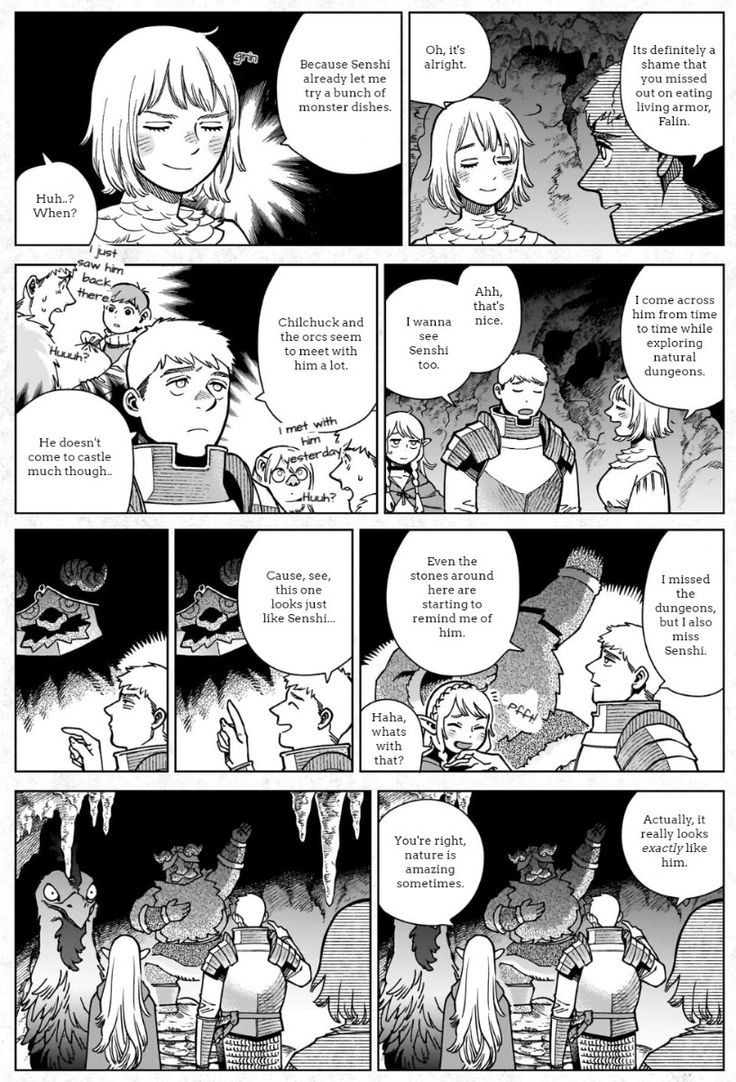 Its definitely a
shame that
you missed
out on eating
living armor,
Falin.
Oh, it's
alright.
Because Senshi
already let me
try a bunch of
monster dishes.
grin
Huh..?
When?
I come across
him from time
to time while
exploring
natural
dungeons.
Ahh,
that's
nice.
I wanna
see
Senshi
too.
Chilchuck and
the orcs seem
to meet with
him a lot.
I met with
him
yesterday
Huuh?
I just
saw him
back
there.
Huuuh?
He doesn't
come to castle
much though..
I missed
the
dungeons,
but I also
miss
Senshi.
Even the
stones around
here are
starting to
remind me of
him.
PFFH
Haha,
whats
with
that?
Cause, see,
this one
looks just
like Senshi...
Actually, it
really looks
exactly like
him.
You're right,
nature is
amazing
sometimes.